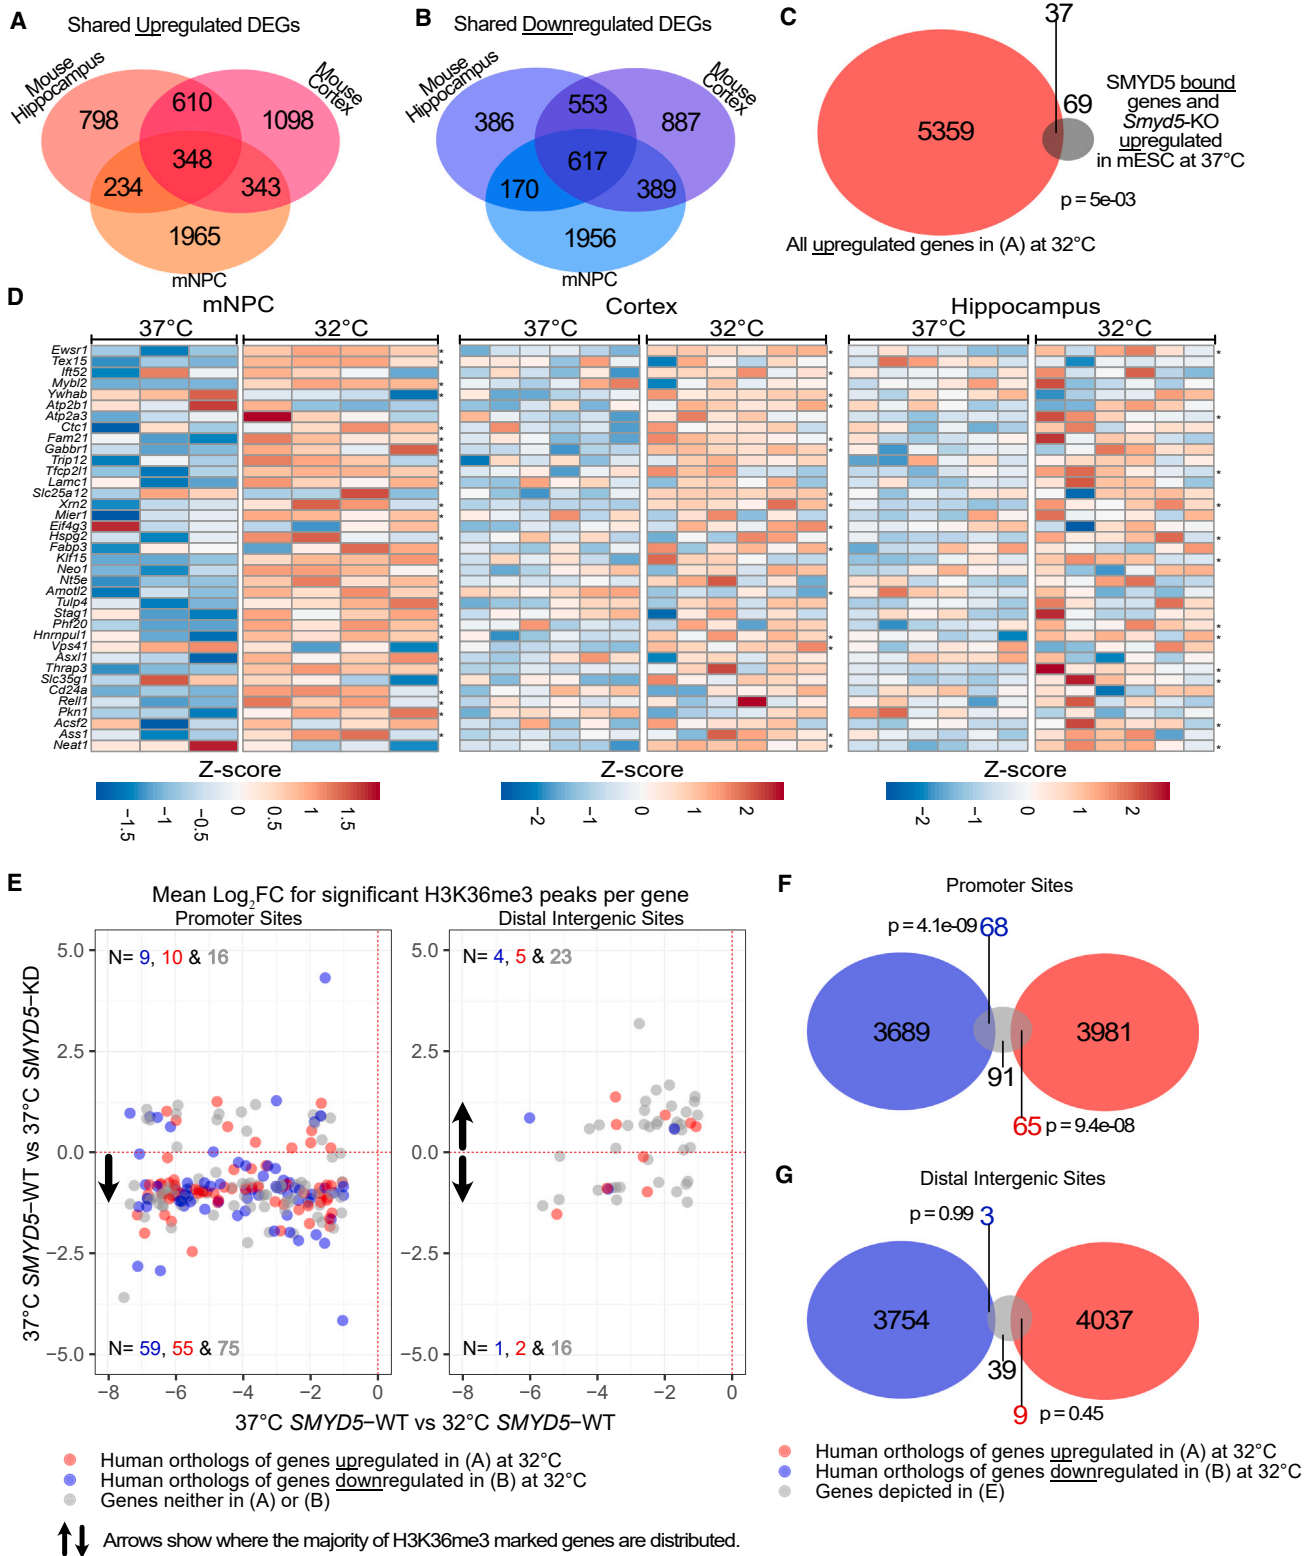 A
Shared Upregulated DEGs
Mouse
Hippocampus
Mouse
Cortex
798
610
1098
348
234
343
1965
mNPC
B
Shared Downregulated DEGs
Mouse
Hippocampus
Mouse
Cortex
386
553
887
617
170
389
1956
mNPC
C
37
69
5359
SMYD5 bound
genes and
Smyd5-KO
upregulated
in mESC at 37°C
p = 5e-03
All upregulated genes in (A) at 32°C
D
mNPC
37°C
32°C
Cortex
37°C
32°C
Hippocampus
37°C
32°C
Ewsr1
Tex15
Ift52
Mybl2
Ywhab
Atp2b1
Atp2a3
Ctc1
Fam21
Gabbr1
Trip12
Tfcp2l1
Lamc1
Slc25a12
Xrn2
Mier1
Eif4g3
Hspg2
Fabp3
Klf15
Neo1
Nt5e
Amotl2
Tulp4
Stag1
Phf20
Hnrnpul1
Vps41
Asxl1
Thrap3
Slc35g1
Cd24a
Rell1
Pkn1
Acsf2
Ass1
Neat1
Z-score
−1.5
−1
−0.5
0
0.5
1
1.5
Z-score
−2
−1
0
1
2
Z-score
−2
−1
0
1
2
E
Mean Log2FC for significant H3K36me3 peaks per gene
Promoter Sites
Distal Intergenic Sites
37°C SMYD5−WT vs 37°C SMYD5−KD
5.0
2.5
0.0
−2.5
−5.0
N= 9, 10 & 16
N= 59, 55 & 75
−8
−6
−4
−2
0
5.0
2.5
0.0
−2.5
−5.0
N= 4, 5 & 23
N= 1, 2 & 16
−8
−6
−4
−2
0
37°C SMYD5−WT vs 32°C SMYD5−WT
Human orthologs of genes upregulated in (A) at 32°C
Human orthologs of genes downregulated in (B) at 32°C
Genes neither in (A) or (B)
Arrows show where the majority of H3K36me3 marked genes are distributed.
F
Promoter Sites
p = 4.1e-09
68
3689
3981
91
65
p = 9.4e-08
G
Distal Intergenic Sites
p = 0.99
3
3754
4037
39
9
p = 0.45
Human orthologs of genes upregulated in (A) at 32°C
Human orthologs of genes downregulated in (B) at 32°C
Genes depicted in (E)